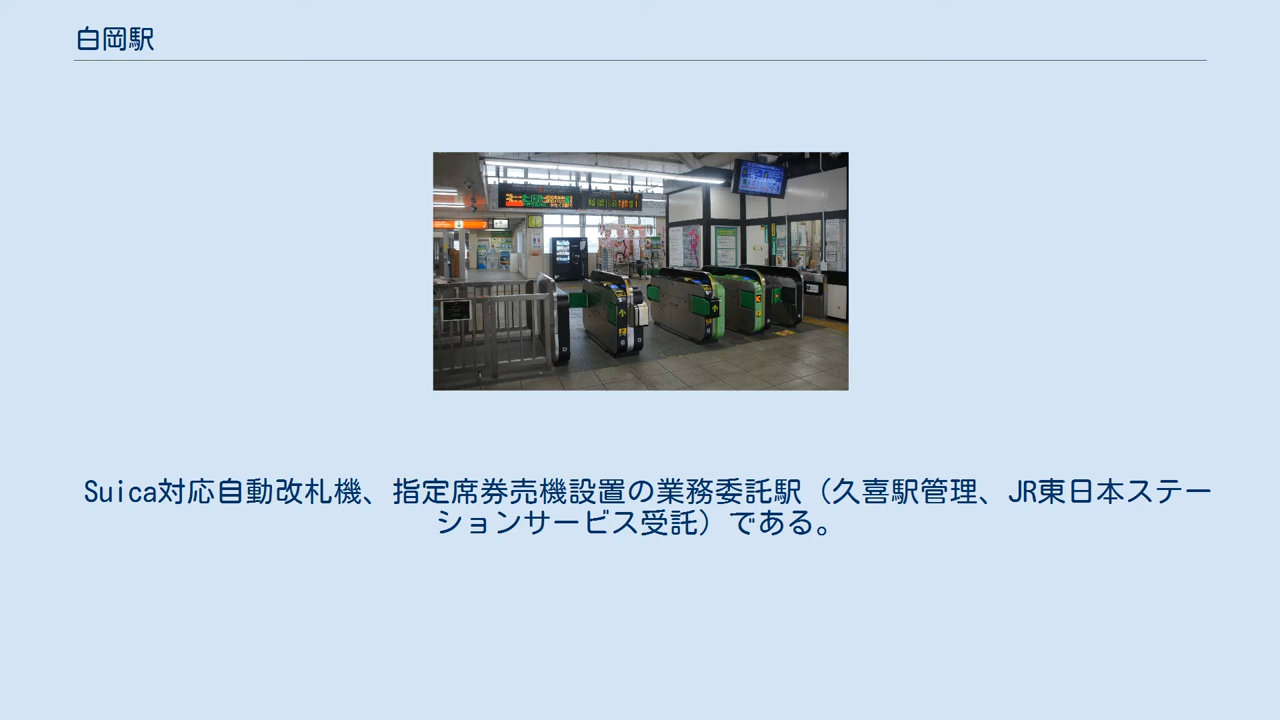 白岡駅
Suica対応自動改札機、指定席券売機設置の業務委託駅（久喜駅管理、JR東日本ステー
ションサービス受託）である。